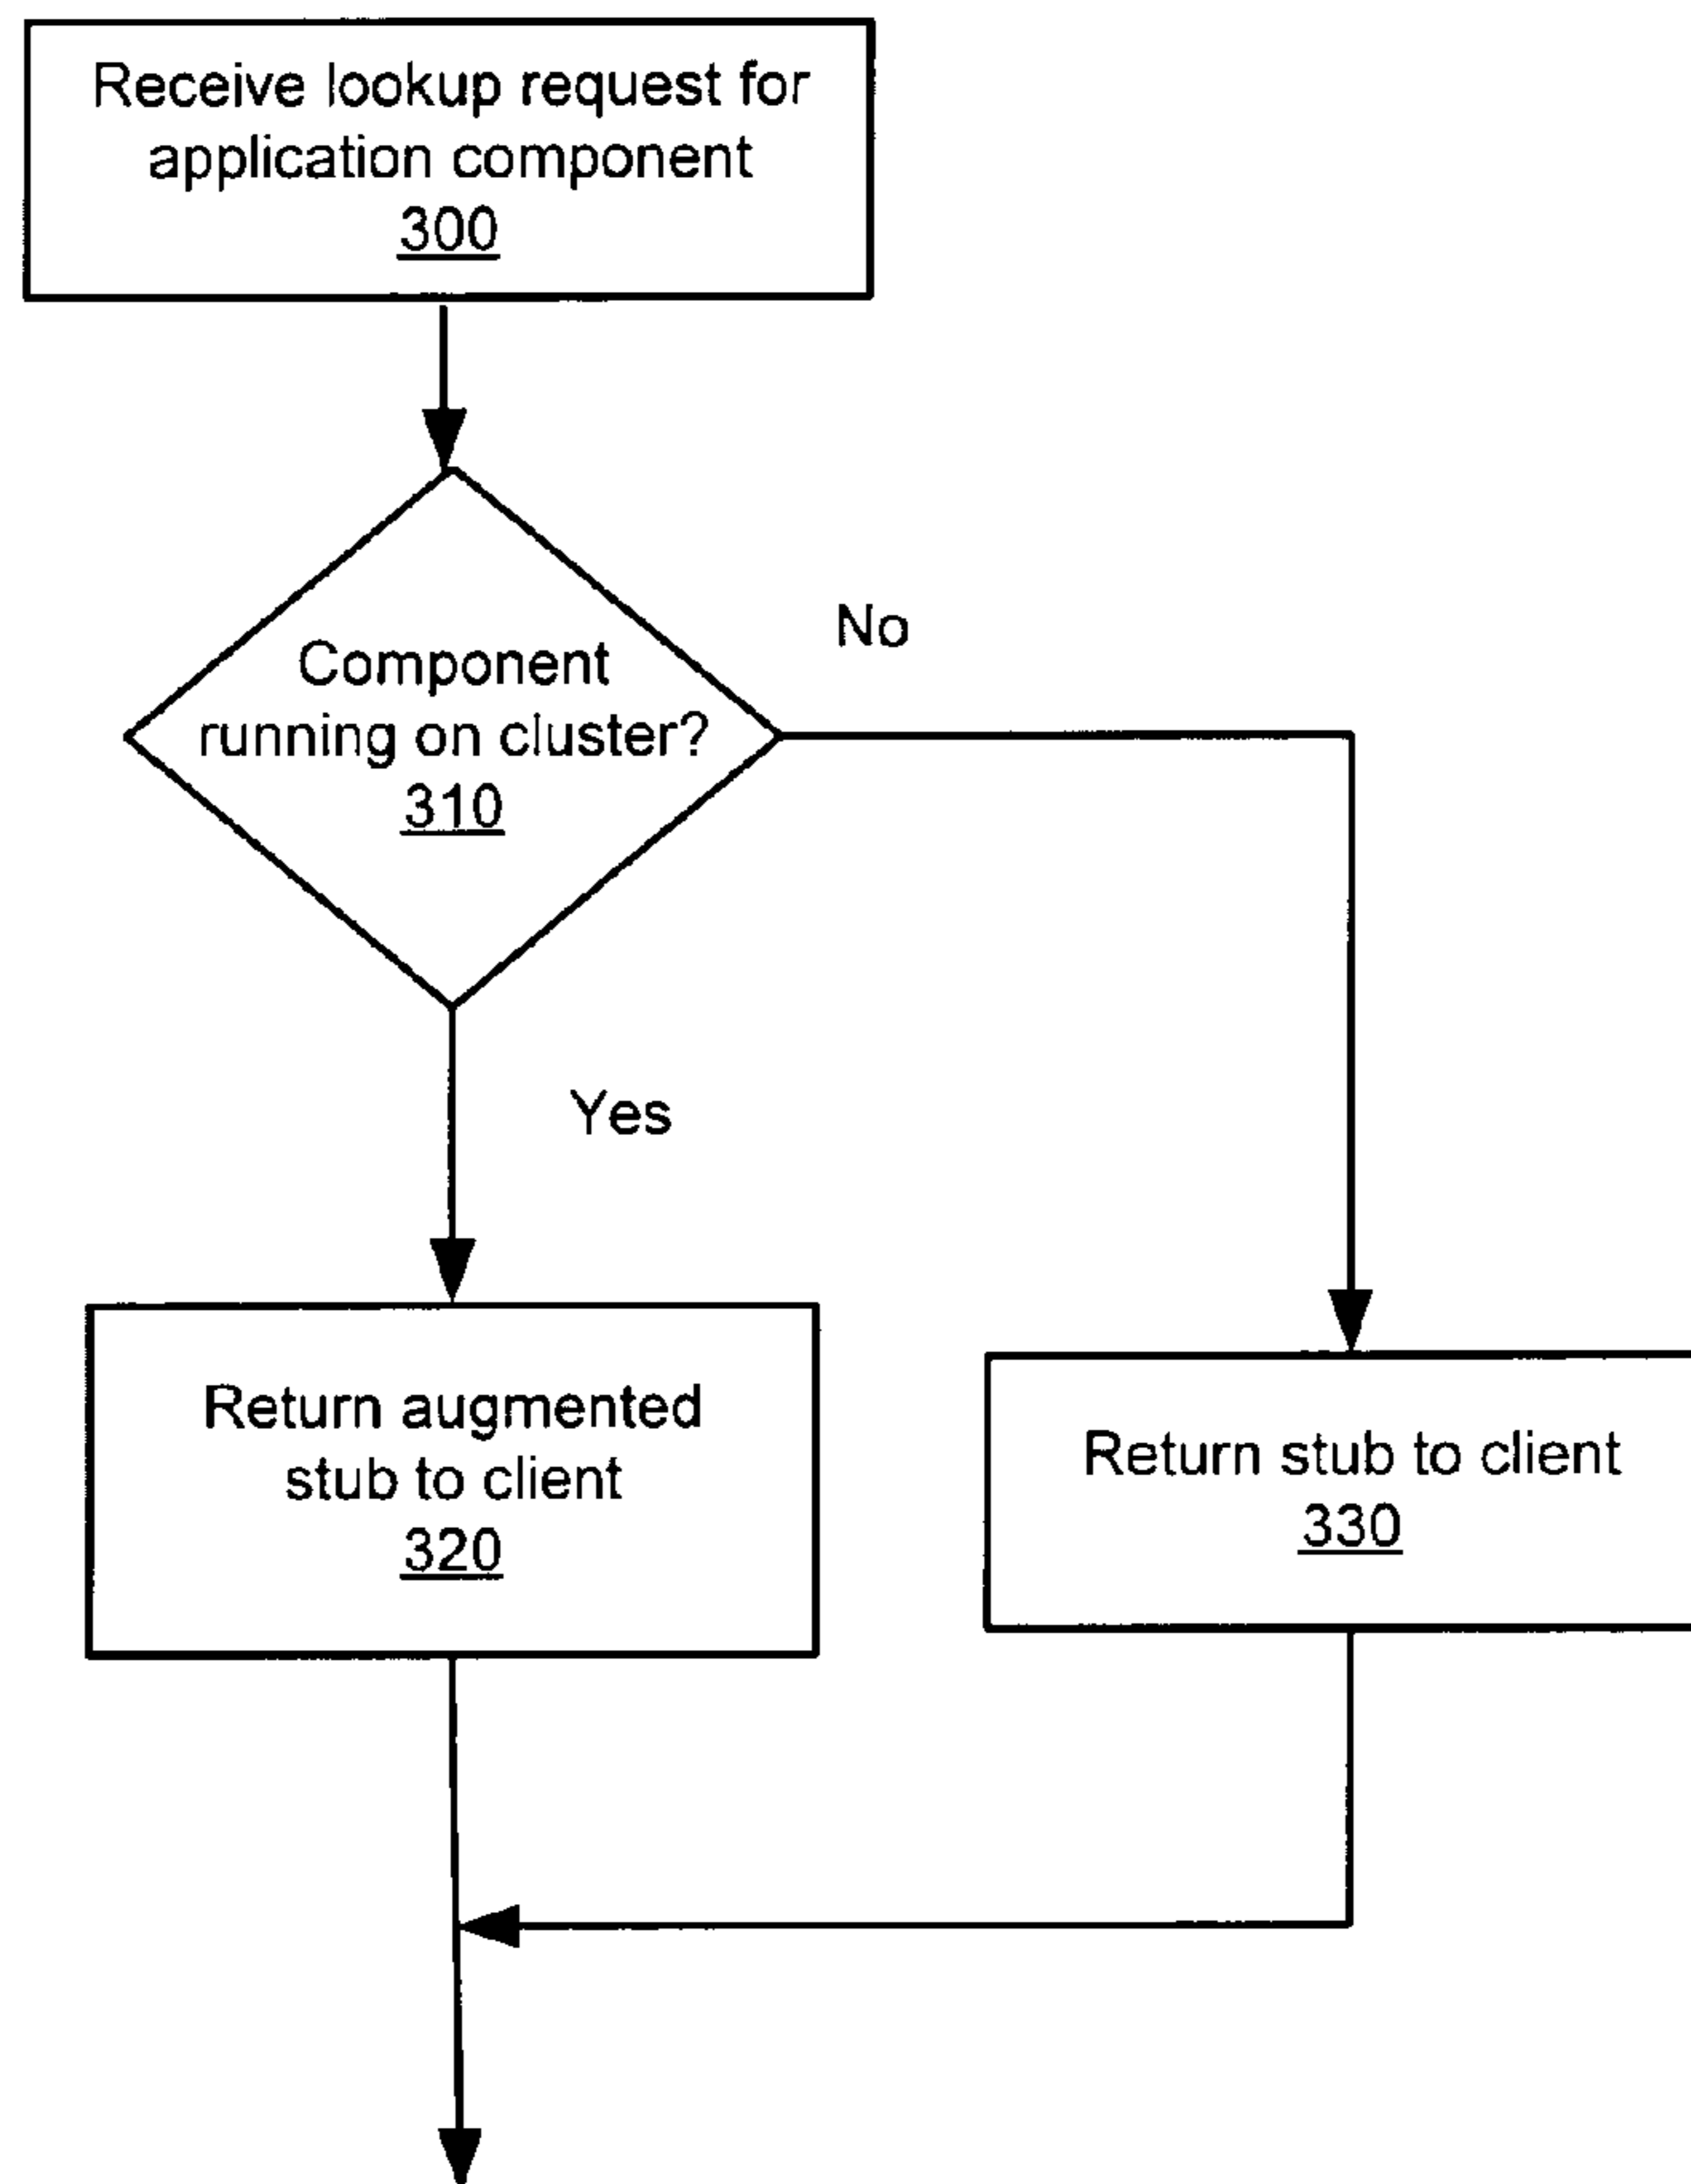 Receive lookup request for
application component
300
Component
running on cluster?
310
No
Yes
Return augmented
stub to client
320
Return stub to client
330